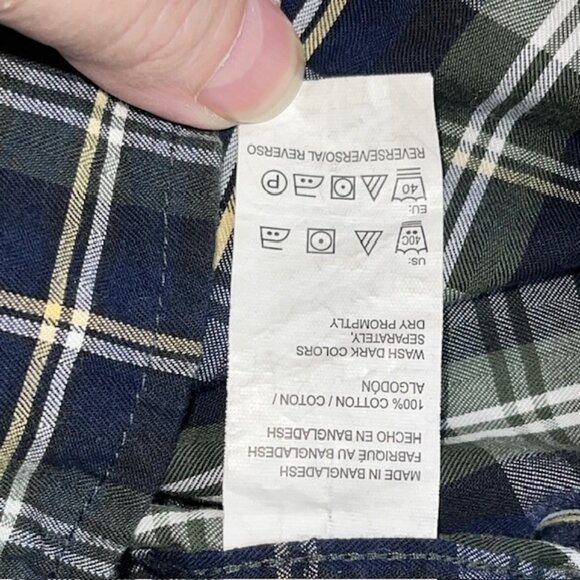 MADE IN BANGLADESH
FABRIQUÉ AU BANGLADESH
HECHO EN BANGLADESH
100% COTTON / COTON /
ALGODÓN
WASH DARK COLORS
SEPARATELY,
DRY PROMPTLY
US:
40C
EU:
40
P
REVERSE/VERSO/AL REVERSO